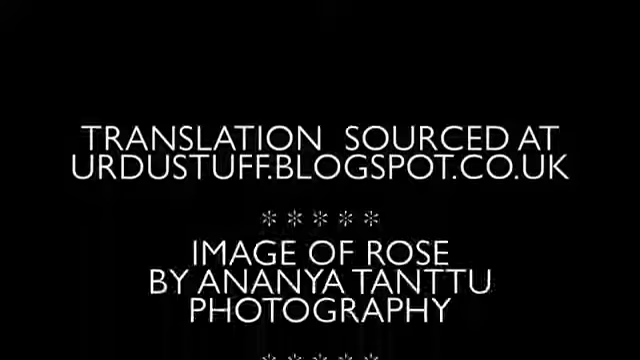 TRANSLATION SOURCED AT
URDUSTUFF.BLOGSPOT.CO.UK
* * * * *
IMAGE OF ROSE
BY ANANYA TANTTU
PHOTOGRAPHY
* * * * *